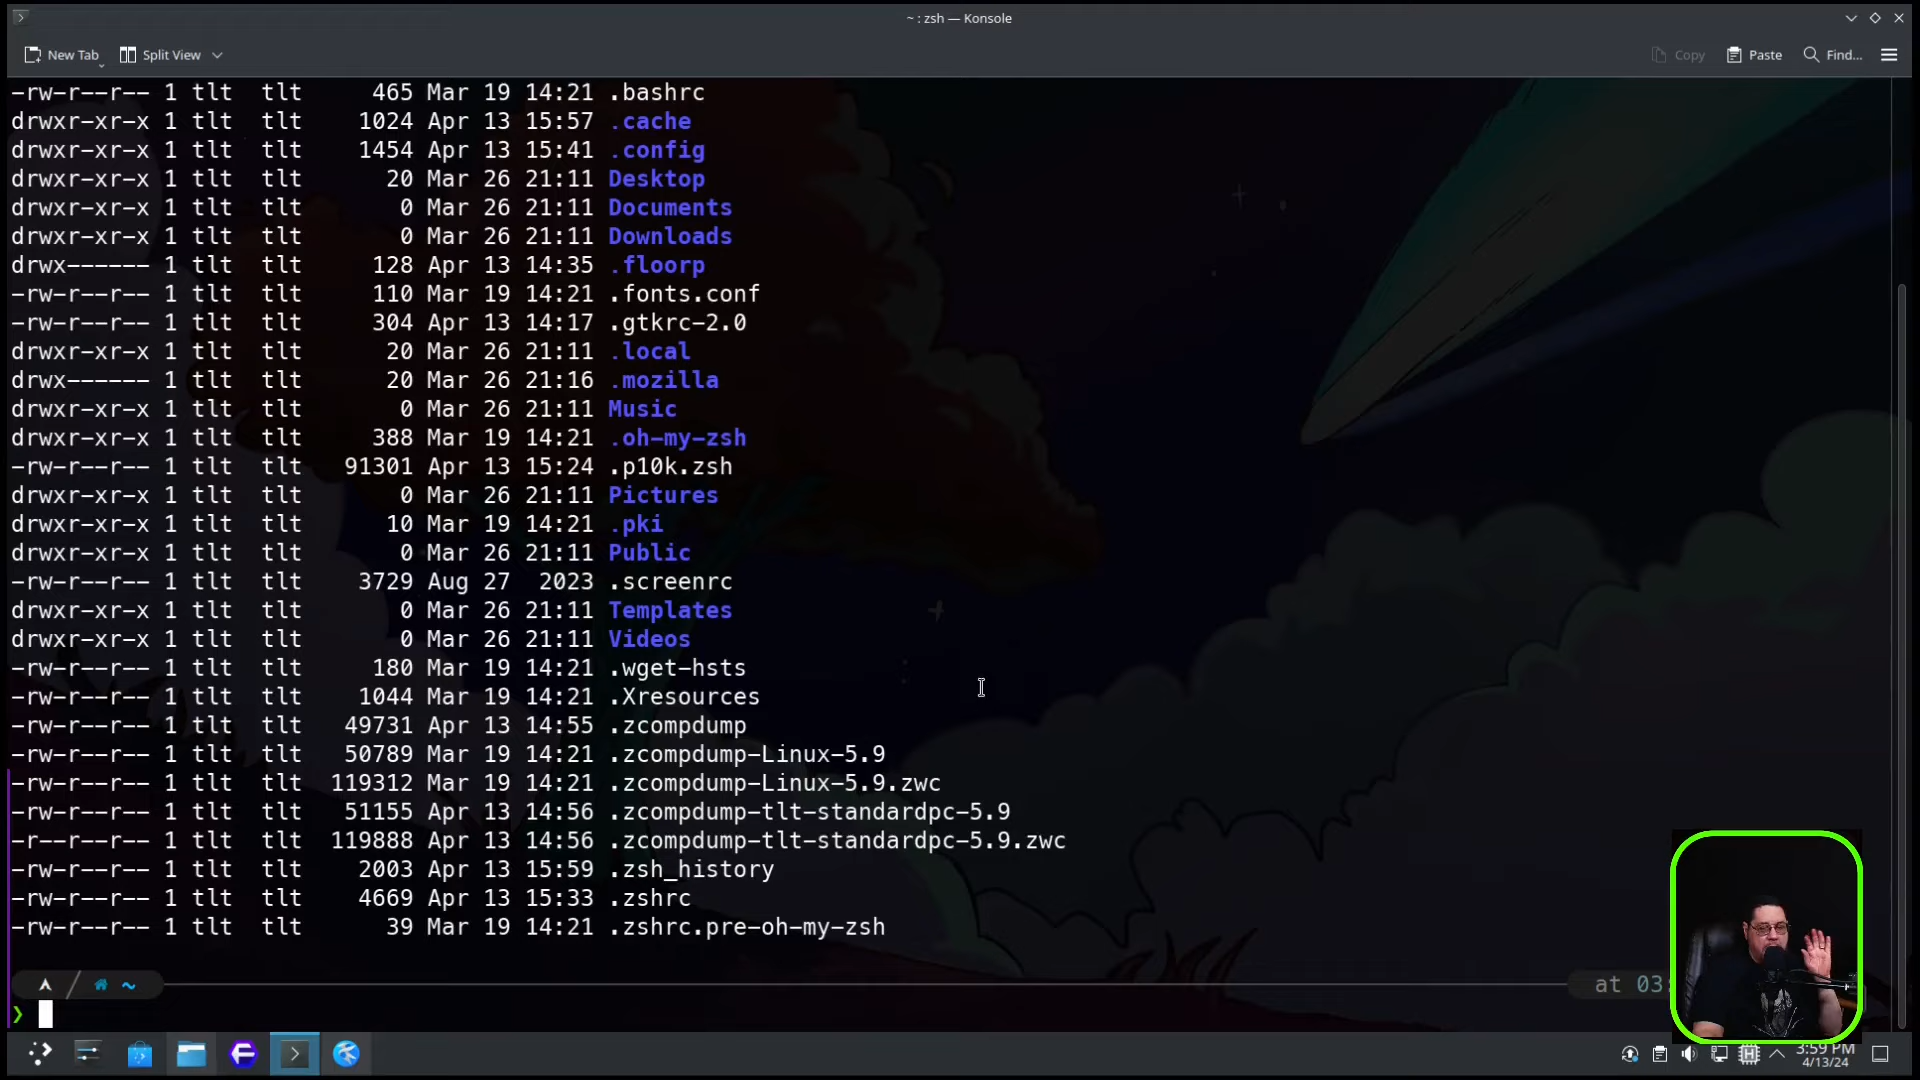 ~ : zsh — Konsole
New Tab Split View Copy Paste Find...
-rw-r--r-- 1 tlt tlt 465 Mar 19 14:21 .bashrc
drwxr-xr-x 1 tlt tlt 1024 Apr 13 15:57 .cache
drwxr-xr-x 1 tlt tlt 1454 Apr 13 15:41 .config
drwxr-xr-x 1 tlt tlt 20 Mar 26 21:11 Desktop
drwxr-xr-x 1 tlt tlt 0 Mar 26 21:11 Documents
drwxr-xr-x 1 tlt tlt 0 Mar 26 21:11 Downloads
drwx------ 1 tlt tlt 128 Apr 13 14:35 .floorp
-rw-r--r-- 1 tlt tlt 110 Mar 19 14:21 .fonts.conf
-rw-r--r-- 1 tlt tlt 304 Apr 13 14:17 .gtkrc-2.0
drwxr-xr-x 1 tlt tlt 20 Mar 26 21:11 .local
drwx------ 1 tlt tlt 20 Mar 26 21:16 .mozilla
drwxr-xr-x 1 tlt tlt 0 Mar 26 21:11 Music
drwxr-xr-x 1 tlt tlt 388 Mar 19 14:21 .oh-my-zsh
-rw-r--r-- 1 tlt tlt 91301 Apr 13 15:24 .p10k.zsh
drwxr-xr-x 1 tlt tlt 0 Mar 26 21:11 Pictures
drwxr-xr-x 1 tlt tlt 10 Mar 19 14:21 .pki
drwxr-xr-x 1 tlt tlt 0 Mar 26 21:11 Public
-rw-r--r-- 1 tlt tlt 3729 Aug 27 2023 .screenrc
drwxr-xr-x 1 tlt tlt 0 Mar 26 21:11 Templates
drwxr-xr-x 1 tlt tlt 0 Mar 26 21:11 Videos
-rw-r--r-- 1 tlt tlt 180 Mar 19 14:21 .wget-hsts
-rw-r--r-- 1 tlt tlt 1044 Mar 19 14:21 .Xresources
-rw-r--r-- 1 tlt tlt 49731 Apr 13 14:55 .zcompdump
-rw-r--r-- 1 tlt tlt 50789 Mar 19 14:21 .zcompdump-Linux-5.9
-rw-r--r-- 1 tlt tlt 119312 Mar 19 14:21 .zcompdump-Linux-5.9.zwc
-rw-r--r-- 1 tlt tlt 51155 Apr 13 14:56 .zcompdump-tlt-standardpc-5.9
-r--r--r-- 1 tlt tlt 119888 Apr 13 14:56 .zcompdump-tlt-standardpc-5.9.zwc
-rw-r--r-- 1 tlt tlt 2003 Apr 13 15:59 .zsh_history
-rw-r--r-- 1 tlt tlt 4669 Apr 13 15:33 .zshrc
-rw-r--r-- 1 tlt tlt 39 Mar 19 14:21 .zshrc.pre-oh-my-zsh
~ at 03:
❯
3:59 PM
4/13/24